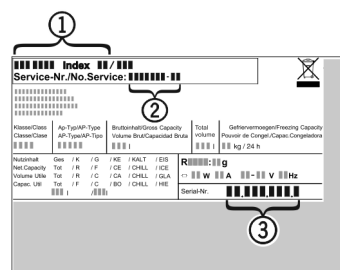 1
Index /
Service-Nr./No.Service: -
2
Klasse/Class Ap-Typ/AP-Type Bruttoinhalt/Gross Capacity Total Gefriervermoegen/Freezing Capacity
Classe/Clase AP-Type/AP-Tipo Volume Brut/Capacidad Bruta volume Pouvoir de Congel./Capac.Congeladora
l l kg / 24 h
Nutzinhalt Ges / K / G / KE / KALT / EIS R : g
Net.Capacity Tot / R / F / CE / CHILL / ICE
Volume Utile Tot / R / C / CA / CHILL / GLA W A - V Hz
Capac. Util Tot / F / C / BO / CHILL / HIE
l / l Serial-Nr. . . .
3